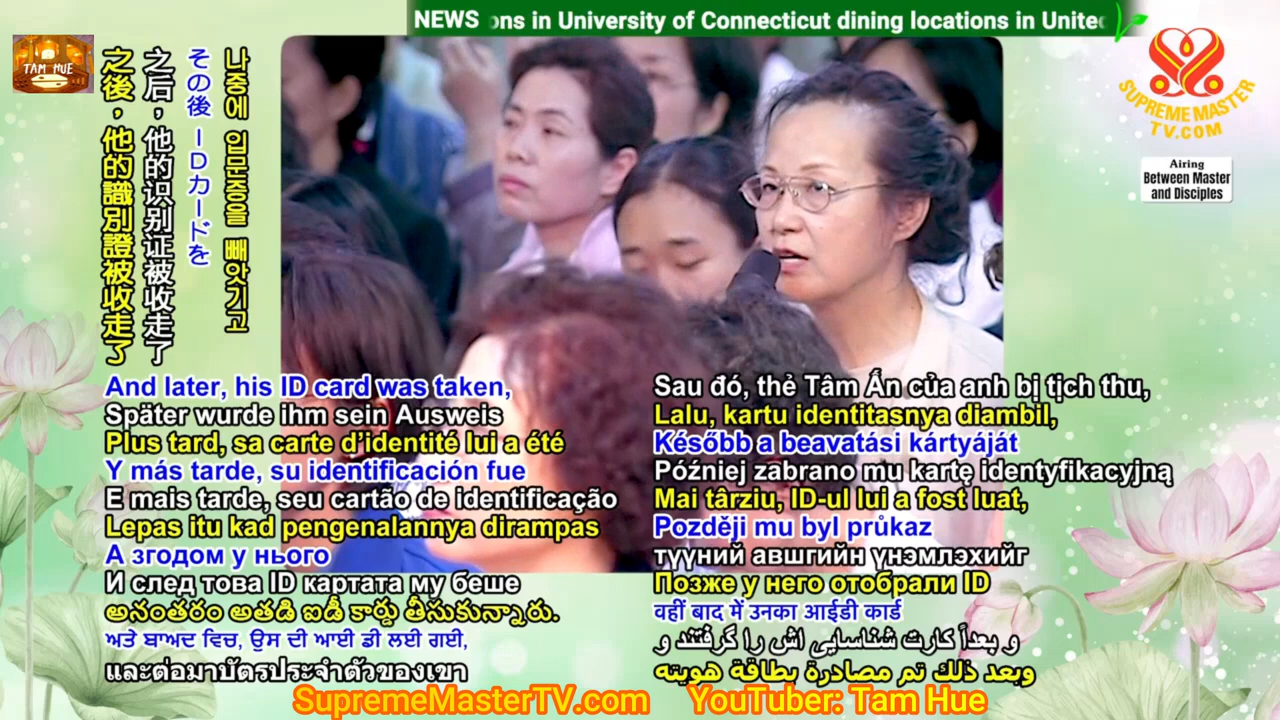 NEWS ons in University of Connecticut dining locations in Unite
TAM HUE
SUPREME MASTER
TV.COM
Airing
Between Master
and Disciples
之後，他的識別證被收走了
之后，他的识别证被收走了
その後 IDカードを
나중에 입문증을 빼앗기고
And later, his ID card was taken,
Später wurde ihm sein Ausweis
Plus tard, sa carte d’identité lui a été
Y más tarde, su identificación fue
E mais tarde, seu cartão de identificação
Lepas itu kad pengenalannya dirampas
А згодом у нього
И след това ID картата му беше
అనంతరం అతడి ఐడీ కార్డు తీసుకున్నారు.
ਅਤੇ ਬਾਅਦ ਵਿਚ, ਉਸ ਦੀ ਆਈ ਡੀ ਲਈ ਗਈ,
และต่อมาบัตรประจำตัวของเขา
Sau đó, thẻ Tâm Ấn của anh bị tịch thu,
Lalu, kartu identitasnya diambil,
Később a beavatási kártyáját
Później zabrano mu kartę identyfikacyjną
Mai târziu, ID-ul lui a fost luat,
Později mu byl průkaz
түүний авшгийн үнэмлэхийг
Позже у него отобрали ID
वहीं बाद में उनका आईडी कार्ड
و بعداً کارت شناسایی اش را گرفتند و
وبعد ذلك تم مصادرة بطاقة هويته
SupremeMasterTV.com YouTuber: Tam Hue